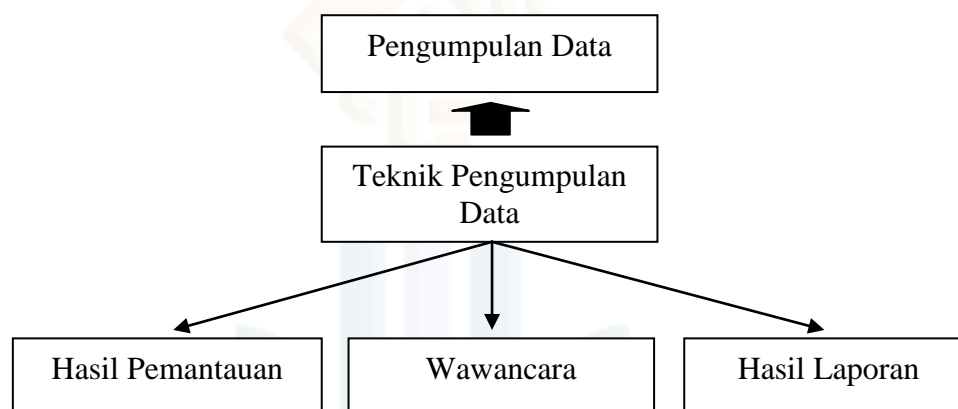 Pengumpulan Data
Teknik Pengumpulan
Data
Hasil Pemantauan
Wawancara
Hasil Laporan